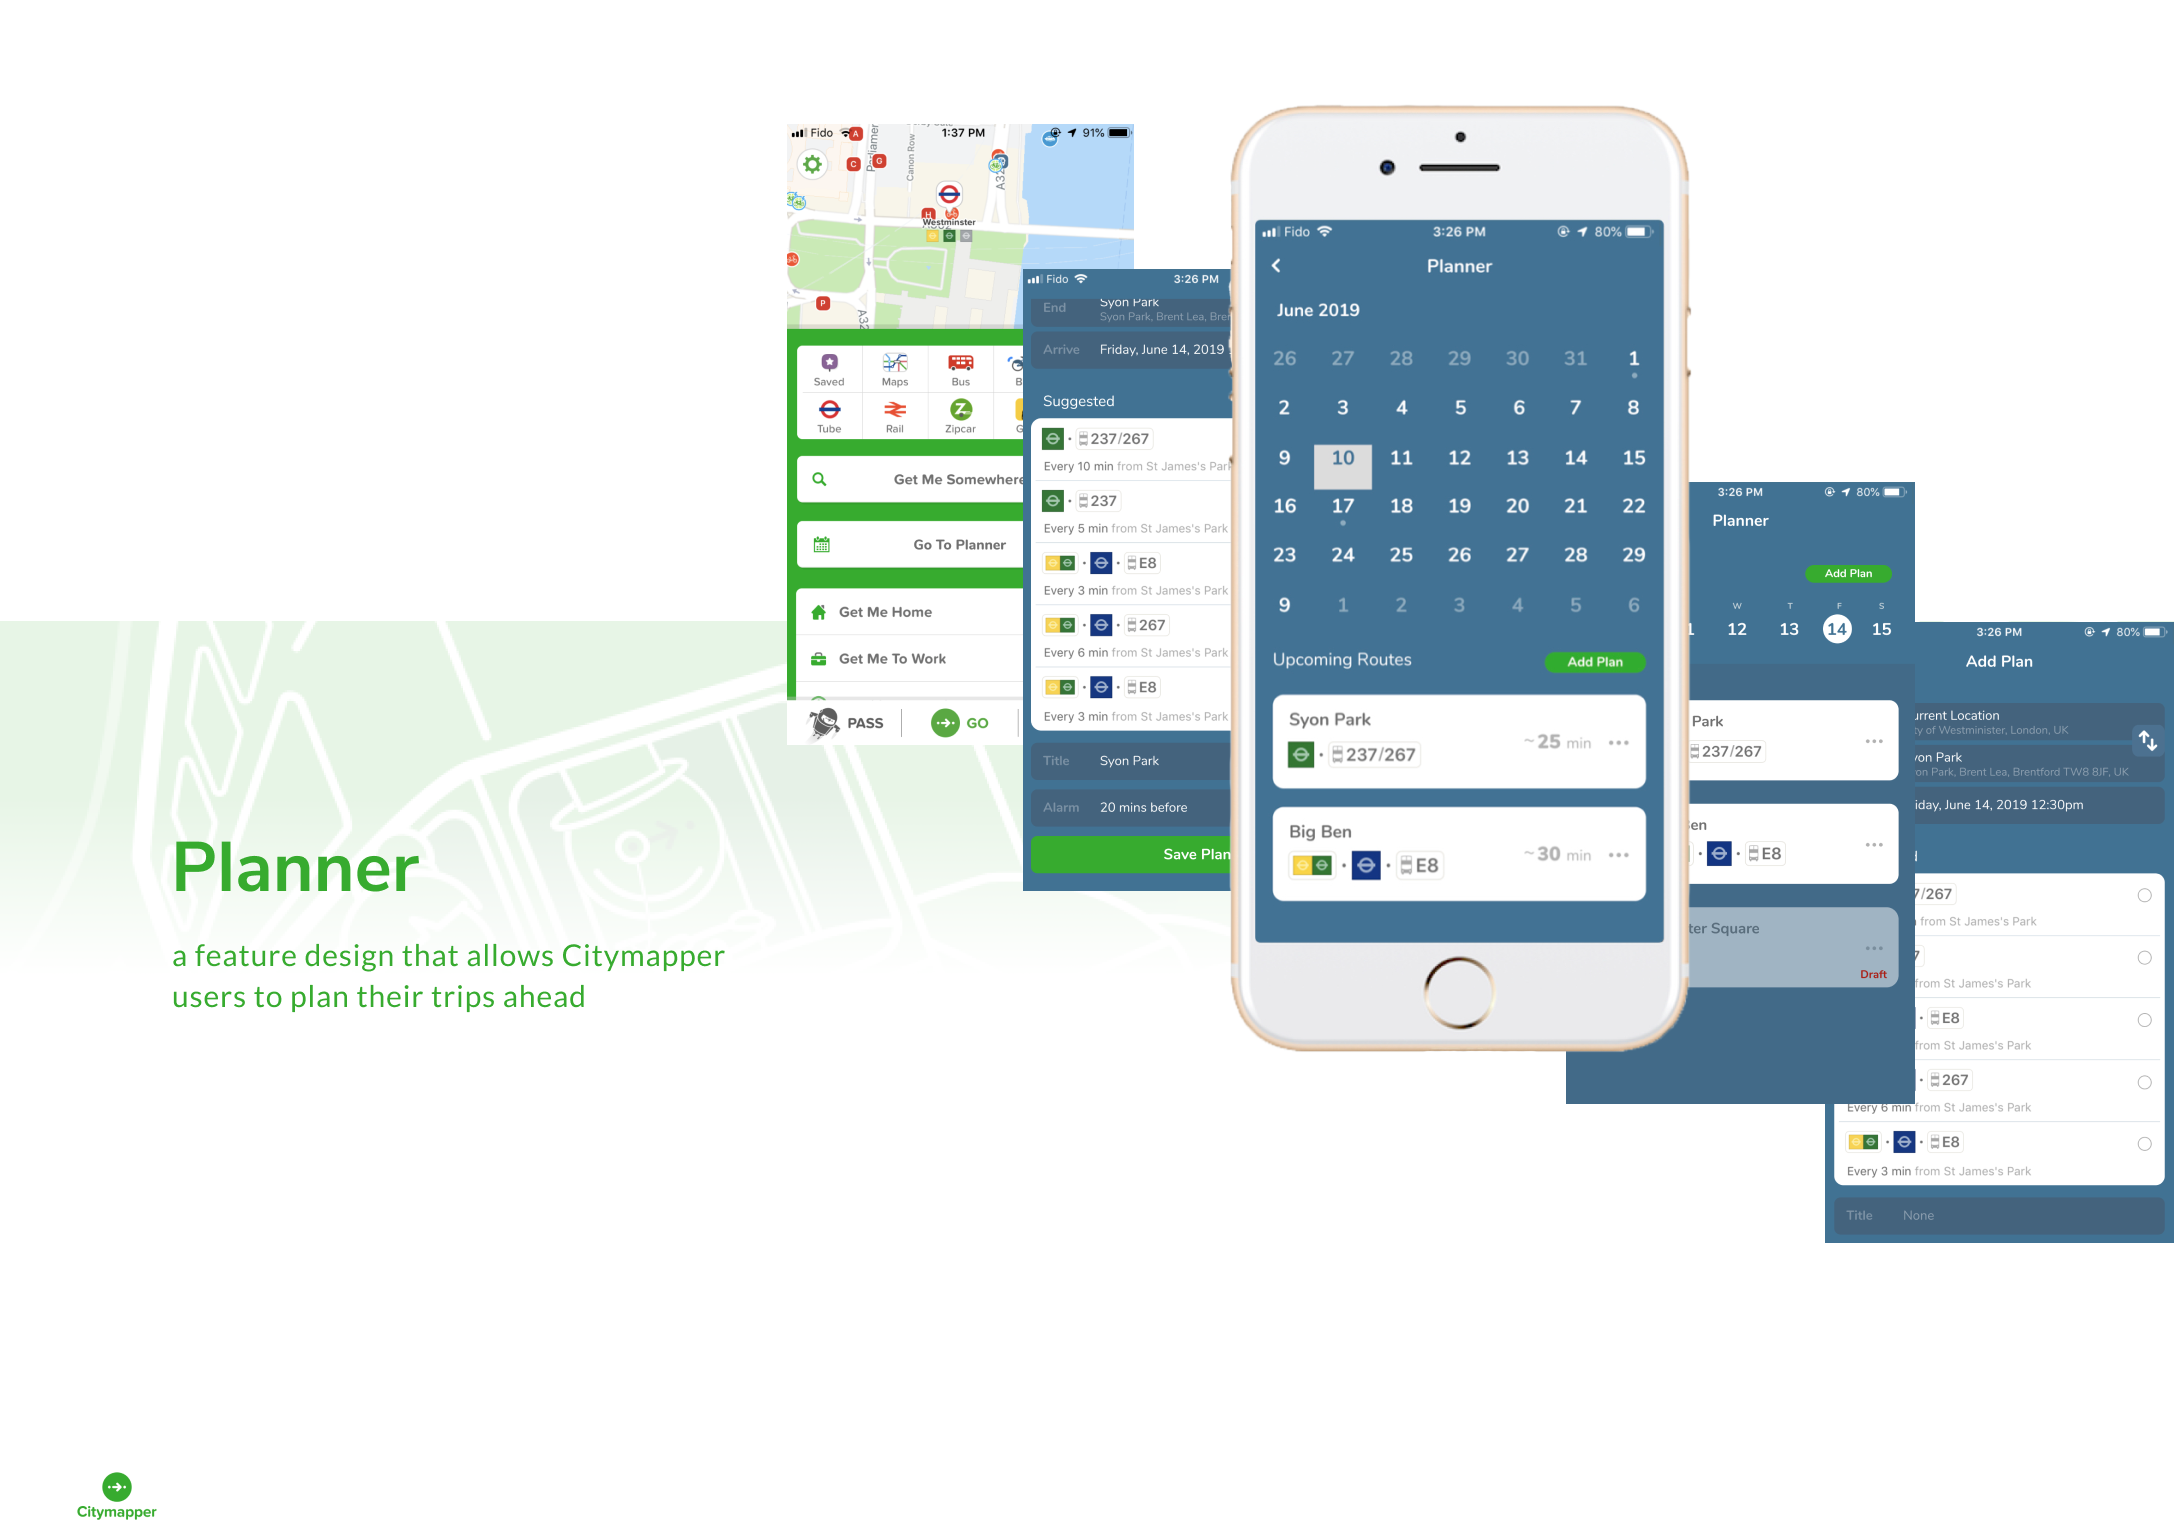 Fido
1:37 PM
91%
A
C
G
Canon Row
H
Westminster
P
Saved
Maps
Bus
Tube
Rail
Zipcar
Get Me Somewhere
Go To Planner
Get Me Home
Get Me To Work
PASS
GO
Fido
3:26 PM
End
Syon Park
Syon Park, Brent Lea,
Arrive
Friday, June 14, 2019
Suggested
237/267
Every 10 min from St James's Park
237
Every 5 min from St James's Park
E8
Every 3 min from St James's Park
267
Every 6 min from St James's Park
E8
Every 3 min from St James's Park
Title Syon Park
Alarm 20 mins before
Save Plan
Fido
3:26 PM
80%
Planner
June 2019
26 27 28 29 30 31 1
2 3 4 5 6 7 8
9 10 11 12 13 14 15
16 17 18 19 20 21 22
23 24 25 26 27 28 29
9 1 2 3 4 5 6
Upcoming Routes
Add Plan
Syon Park
237/267
~25 min
Big Ben
E8
~30 min
3:26 PM
80%
Planner
Add Plan
W T F S
12 13 14 15
Park
237/267
E8
Square
Draft
3:26 PM
80%
Add Plan
Location
of Westminister, London, UK
Park
Park, Brent Lea, Brentford TW8 8JF, UK
June 14, 2019 12:30pm
/267
from St James's Park
from St James's Park
E8
from St James's Park
267
Every 6 min from St James's Park
E8
Every 3 min from St James's Park
Title None
Planner
a feature design that allows Citymapper
users to plan their trips ahead
Citymapper